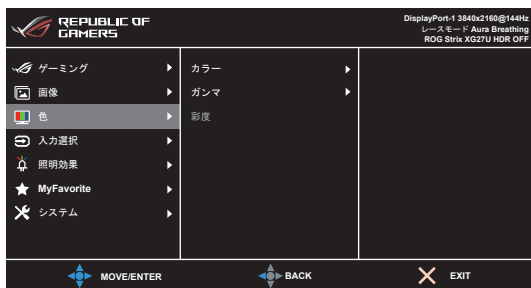 REPUBLIC OF
GAMERS
DisplayPort-1 3840x2160@144Hz
レースモード Aura Breathing
ROG Strix XG27U HDR OFF
ゲーミング
画像
色
入力選択
照明効果
MyFavorite
システム
カラー
ガンマ
彩度
MOVE/ENTER
BACK
EXIT